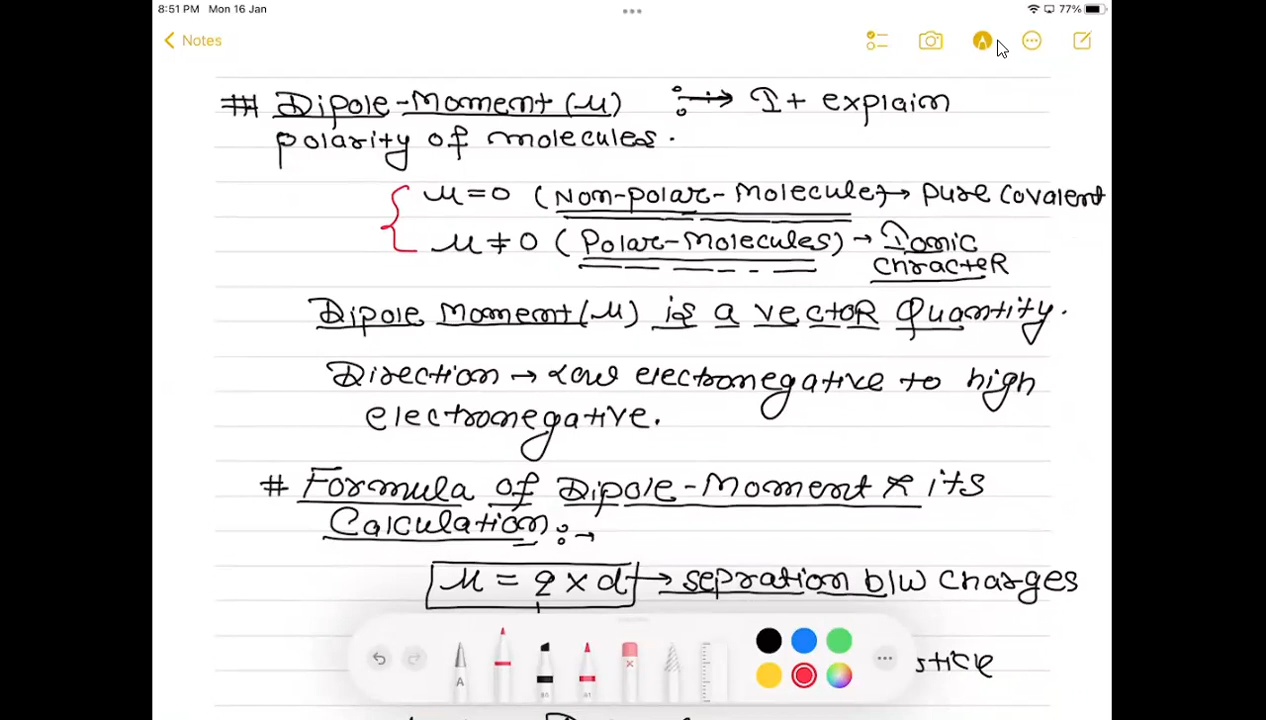 8:51 PM Mon 16 Jan
77%
Notes
# Dipole-Moment (μ) :→ It explain
polarity of molecules.
μ=0 (Non-polar-Molecule) → pure covalent
μ≠0 (Polar-Molecules) → Ionic
chracteR
Dipole Moment (μ) is a vectoR Quantity.
Direction → Low electronegative to high
electronegative.
# Formula of Dipole-Moment & its
Calculation :→
μ = q × d → sepration b/w charges